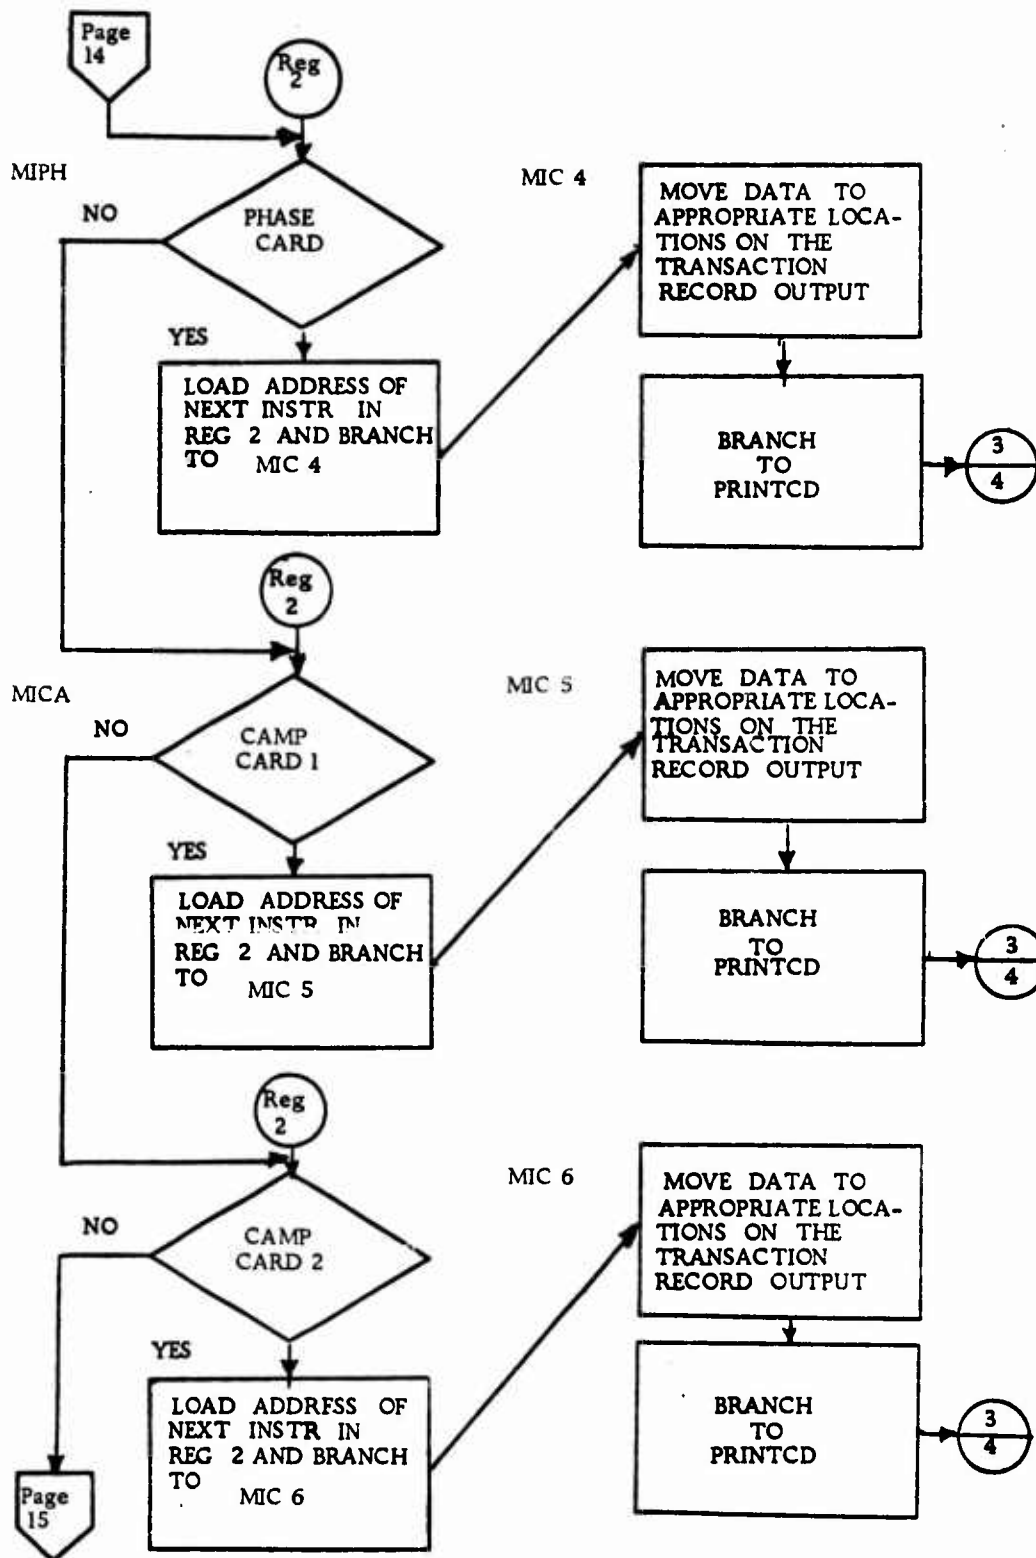 Page
14
Reg
2
MIPH
NO
PHASE
CARD
YES
LOAD ADDRESS OF
NEXT INSTR IN
REG 2 AND BRANCH
TO MIC 4
MIC 4
MOVE DATA TO
APPROPRIATE LOCA-
TIONS ON THE
TRANSACTION
RECORD OUTPUT
BRANCH
TO
PRINTCD
3
4
Reg
2
MICA
NO
CAMP
CARD 1
YES
LOAD ADDRESS OF
NEXT INSTR IN
REG 2 AND BRANCH
TO MIC 5
MIC 5
MOVE DATA TO
APPROPRIATE LOCA-
TIONS ON THE
TRANSACTION
RECORD OUTPUT
BRANCH
TO
PRINTCD
3
4
Reg
2
NO
CAMP
CARD 2
YES
LOAD ADDRESS OF
NEXT INSTR IN
REG 2 AND BRANCH
TO MIC 6
MIC 6
MOVE DATA TO
APPROPRIATE LOCA-
TIONS ON THE
TRANSACTION
RECORD OUTPUT
BRANCH
TO
PRINTCD
3
4
Page
15